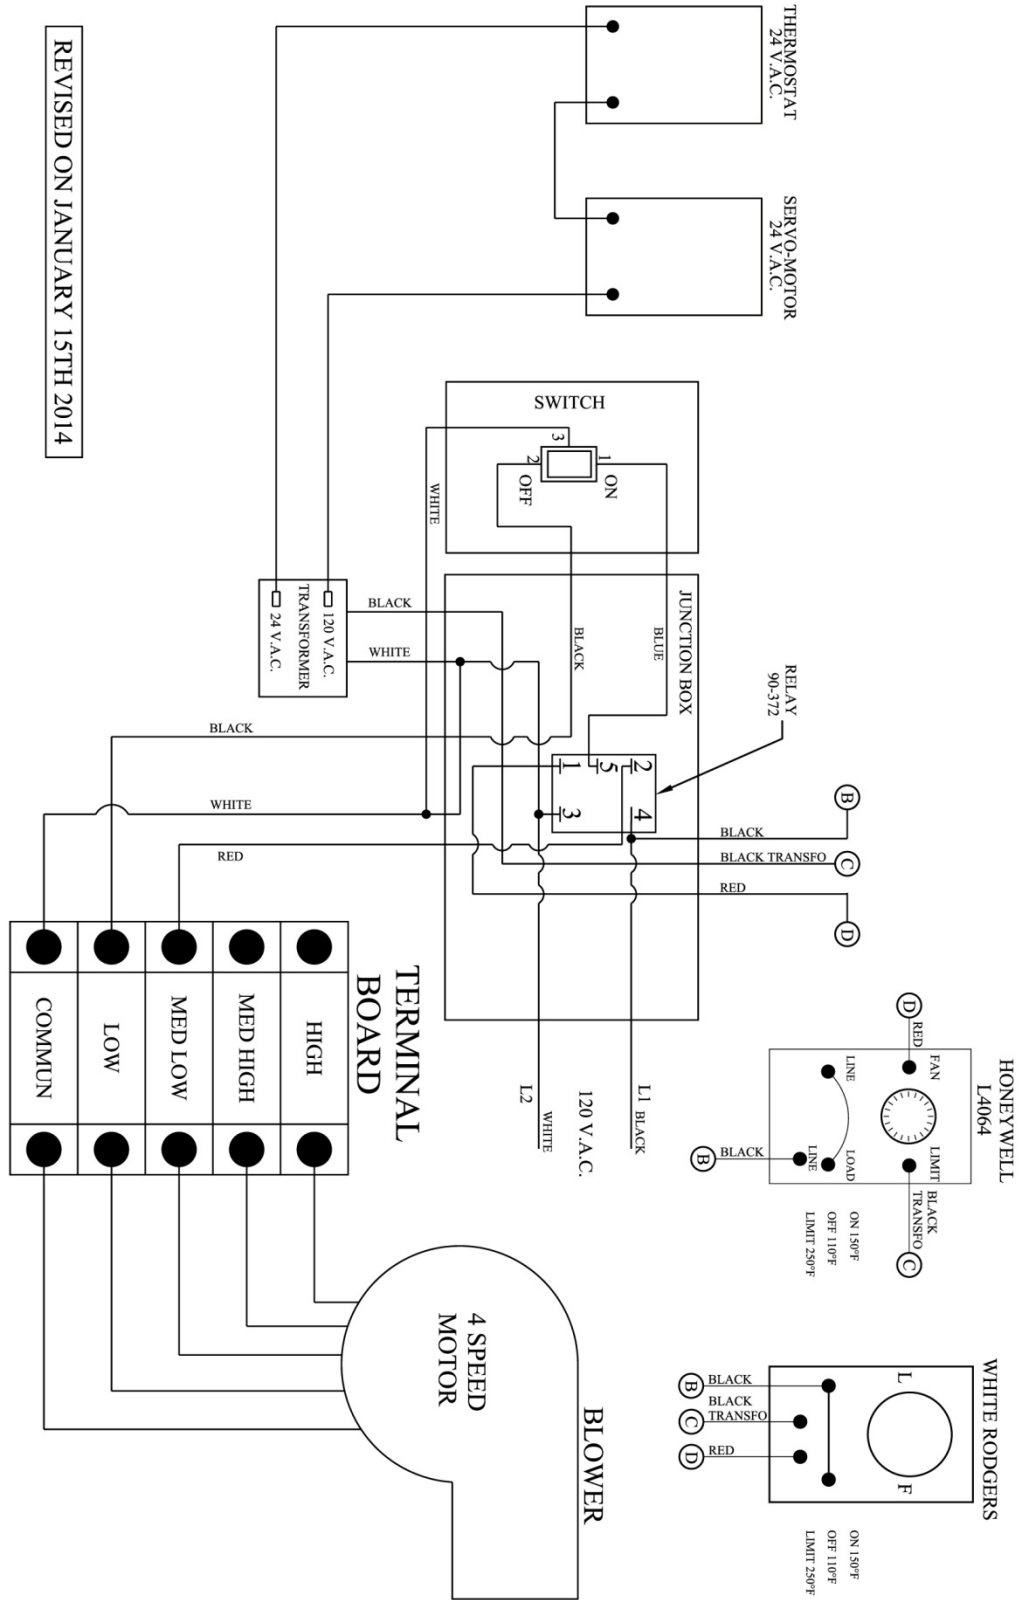 THERMOSTAT
24 V.A.C.
SERVO-MOTOR
24 V.A.C.
REVISED ON JANUARY 15TH 2014
SWITCH
3
1
2
ON
OFF
WHITE
BLACK
BLUE
JUNCTION BOX
RELAY
90-372
120 V.A.C.
TRANSFORMER
24 V.A.C.
BLACK
WHITE
BLACK
WHITE
RED
2
4
5
1
3
B
BLACK
BLACK TRANSFO
C
RED
D
L1
BLACK
120 V.A.C.
L2
WHITE
TERMINAL
BOARD
HIGH
MED HIGH
MED LOW
LOW
COMMUN
HONEYWELL
L4064
D
RED
FAN
LIMIT
BLACK
TRANSFO
C
LINE
LOAD
LINE
BLACK
B
ON 150°F
OFF 110°F
LIMIT 250°F
WHITE RODGERS
L
F
B
BLACK
C
BLACK
TRANSFO
D
RED
ON 150°F
OFF 110°F
LIMIT 250°F
BLOWER
4 SPEED
MOTOR